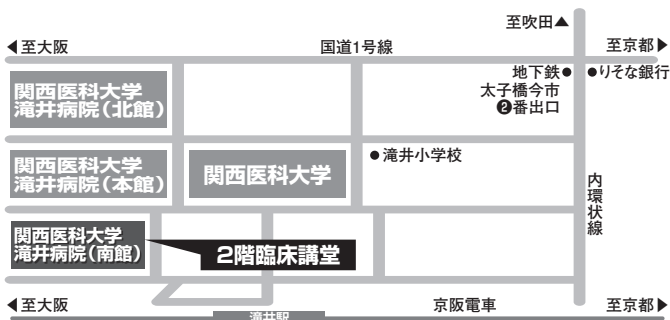 至吹田▲
◀至大阪
国道1号線
至京都▶
地下鉄●
●りそな銀行
太子橋今市
❷番出口
関西医科大学
滝井病院(北館)
関西医科大学
滝井病院(本館)
関西医科大学
●滝井小学校
内環状線
関西医科大学
滝井病院(南館)
2階臨床講堂
◀至大阪
京阪電車
至京都▶
滝井駅